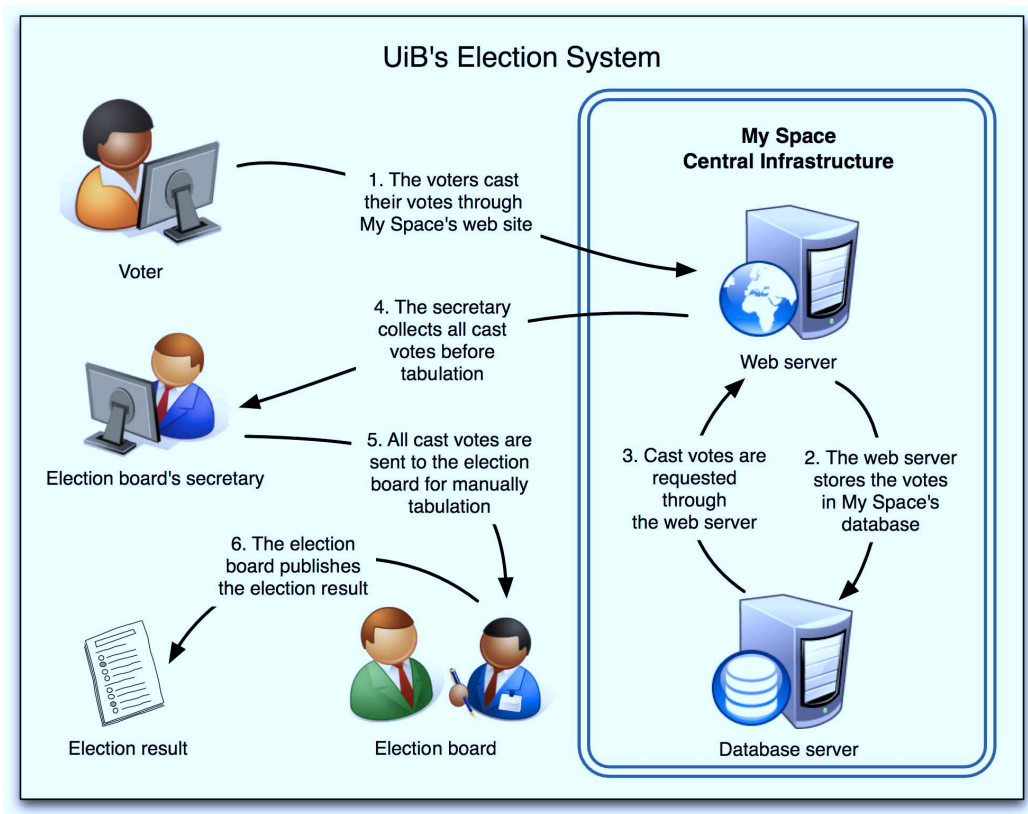 UiB's Election System
My Space
Central Infrastructure
1. The voters cast
their votes through
My Space's web site
Voter
4. The secretary
collects all cast
votes before
tabulation
Web server
Election board's secretary
5. All cast votes are
sent to the election
board for manually
tabulation
3. Cast votes are
requested
through
the web server
2. The web server
stores the votes
in My Space's
database
6. The election
board publishes
the election result
Election result
Election board
Database server